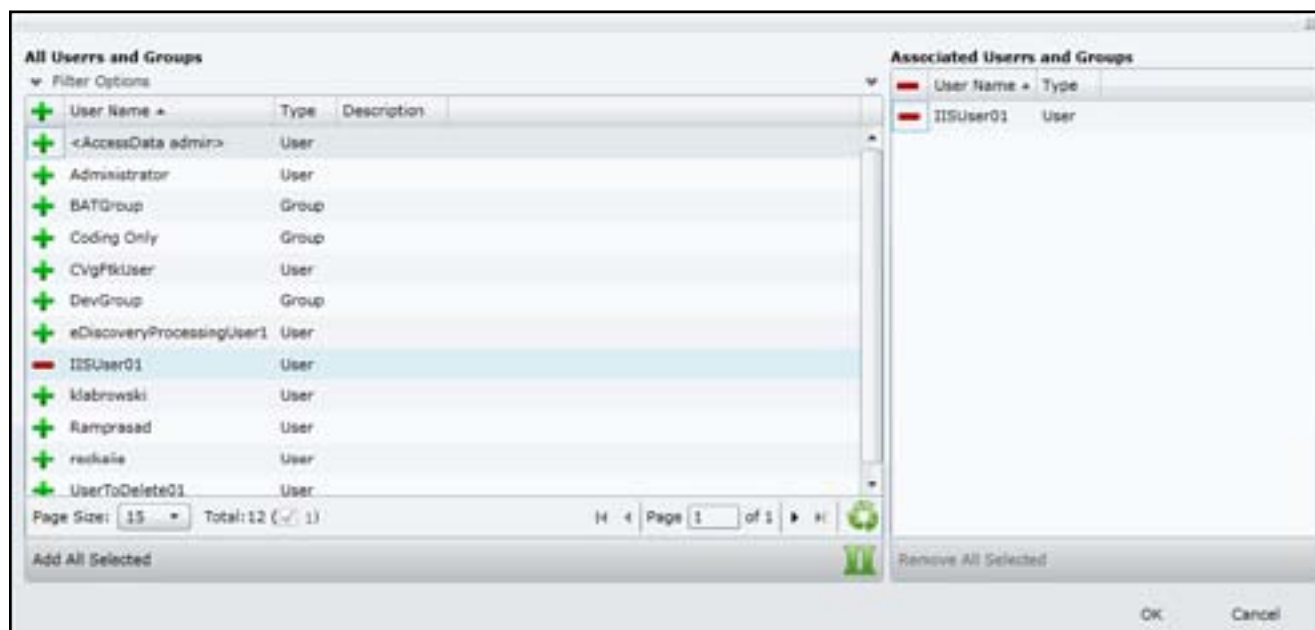 All Userrs and Groups
Filter Options
User Name Type Description
<AccessData admin> User
Administrator User
BATGroup Group
Coding Only Group
CVgFtkUser User
DevGroup Group
eDiscoveryProcessingUser1 User
IISUser01 User
klabrowski User
Ramprasad User
User
UserToDelete01 User
Page Size: 15 Total:12 ( 1) Page 1 of 1
Add All Selected
Associated Userrs and Groups
User Name Type
IISUser01 User
Remove All Selected
OK Cancel